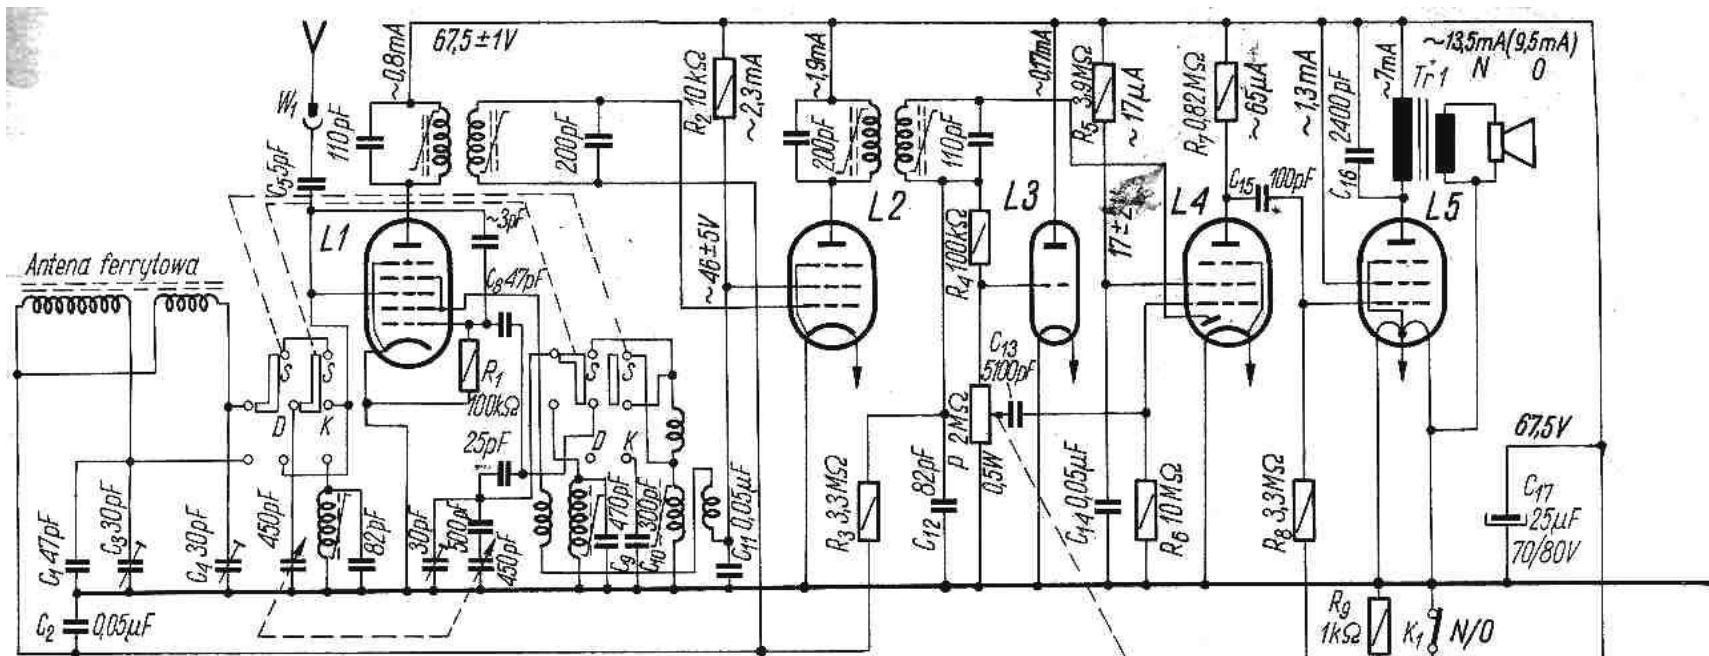 67,5±1V
~0,8mA
W1
110pF
C5 5pF
200pF
R2 10kΩ
~2,3mA
~1,9mA
200pF
110pF
~0,17mA
R5 3,9MΩ
~17µA
R7 0,82MΩ
~65µA
~1,3mA
C16 2400pF
~7mA
~13,5mA (9,5mA)
N O
Tr1
L1
L2
L3
L4
L5
~3pF
C8 47pF
~46±5V
R4 100kΩ
C15 100pF
Antena ferrytowa
S
S
D
K
R1
100kΩ
25pF
S
S
D
K
C13
5100pF
P 2MΩ
0,5W
67,5V
C17
25µF
70/80V
C1 47pF
C3 30pF
C4 30pF
450pF
82pF
30pF
500pF
450pF
C9 470pF
C10 300pF
C11 0,05µF
R3 3,3MΩ
C12 82pF
C14 0,05µF
R6 10MΩ
R8 3,3MΩ
C2 0,05µF
R9
1kΩ
K1
N/O